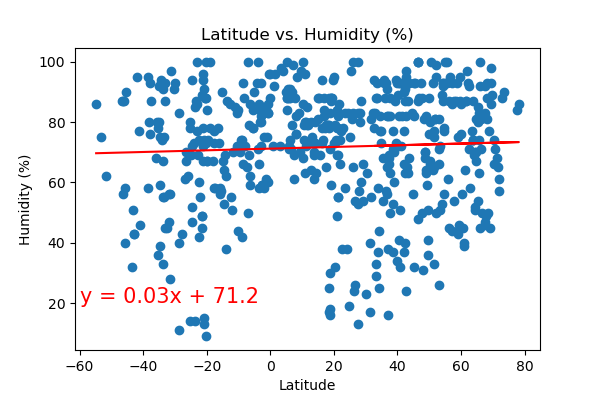 Latitude vs. Humidity (%)
Humidity (%)
100
80
60
40
20
y = 0.03x + 71.2
−60 −40 −20 0 20 40 60 80
Latitude